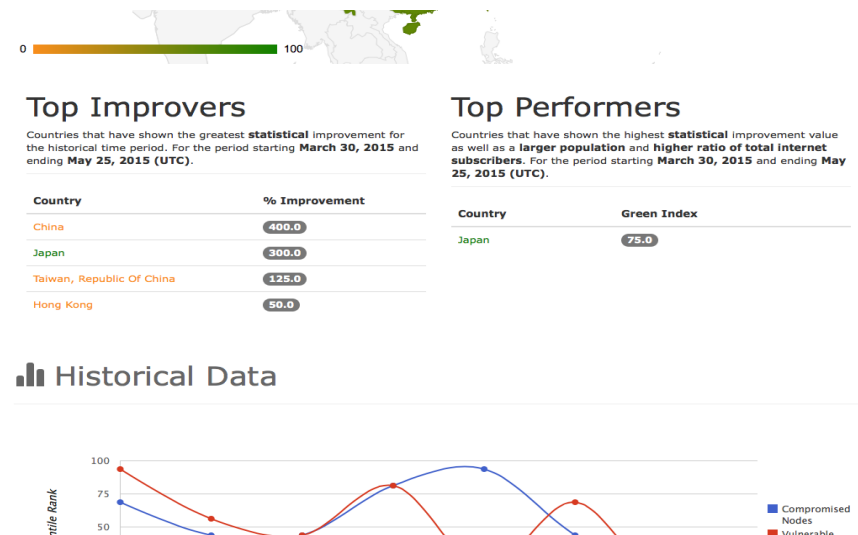 0 100
Top Improvers
Countries that have shown the greatest statistical improvement for
the historical time period. For the period starting March 30, 2015 and
ending May 25, 2015 (UTC).
Country % Improvement
China 400.0
Japan 300.0
Taiwan, Republic Of China 125.0
Hong Kong 50.0
Top Performers
Countries that have shown the highest statistical improvement value
as well as a larger population and higher ratio of total internet
subscribers. For the period starting March 30, 2015 and ending May
25, 2015 (UTC).
Country Green Index
Japan 75.0
Historical Data
100
75
50
ntile Rank
Compromised
Nodes
Vulnerable